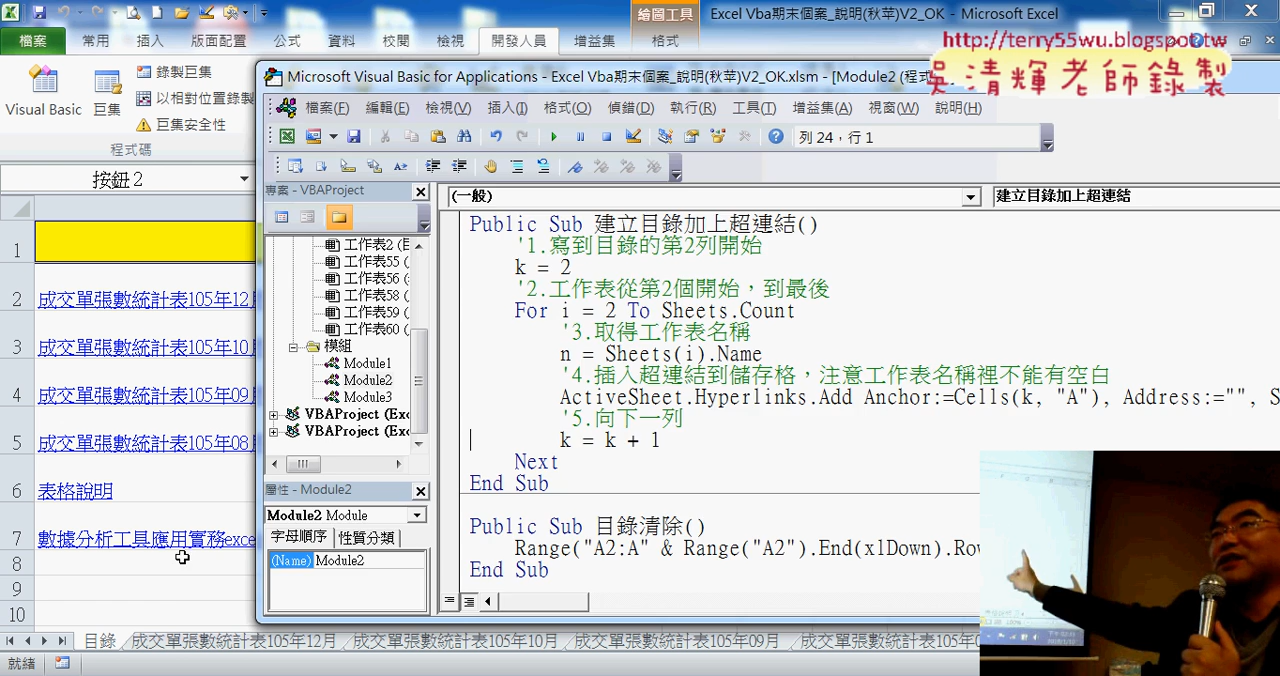 繪圖工具
Excel Vba期末個案_說明(秋苹)V2_OK - Microsoft Excel
檔案 常用 插入 版面配置 公式 資料 校閱 檢視 開發人員 增益集 格式
http://terry55wu.blogspot.tw
吳清輝老師錄製
Visual Basic
巨集
錄製巨集
以相對位置錄製
巨集安全性
程式碼
Microsoft Visual Basic for Applications - Excel Vba期末個案_說明(秋苹)V2_OK.xlsm - [Module2 (程式
檔案(F) 編輯(E) 檢視(V) 插入(I) 格式(O) 偵錯(D) 執行(R) 工具(T) 增益集(A) 視窗(W) 說明(H)
列 24，行 1
按鈕 2
專案 - VBAProject
工作表2 (E
工作表55 (
工作表56 (
工作表58 (
工作表59 (
工作表60 (
模組
Module1
Module2
Module3
VBAProject (Exc
VBAProject (Exc
屬性 - Module2
Module2 Module
字母順序 性質分類
(Name) Module2
(一般) 建立目錄加上超連結
Public Sub 建立目錄加上超連結()
'1.寫到目錄的第2列開始
k = 2
'2.工作表從第2個開始，到最後
For i = 2 To Sheets.Count
'3.取得工作表名稱
n = Sheets(i).Name
'4.插入超連結到儲存格，注意工作表名稱裡不能有空白
ActiveSheet.Hyperlinks.Add Anchor:=Cells(k, "A"), Address:="", S
'5.向下一列
k = k + 1
Next
End Sub
Public Sub 目錄清除()
Range("A2:A" & Range("A2").End(xlDown).Row
End Sub
1
2 成交單張數統計表105年12月
3 成交單張數統計表105年10月
4 成交單張數統計表105年09月
5 成交單張數統計表105年08月
6 表格說明
7 數據分析工具應用實務exce
8
9
10
目錄 成交單張數統計表105年12月 成交單張數統計表105年10月 成交單張數統計表105年09月 成交單張數統計表105年0
就緒